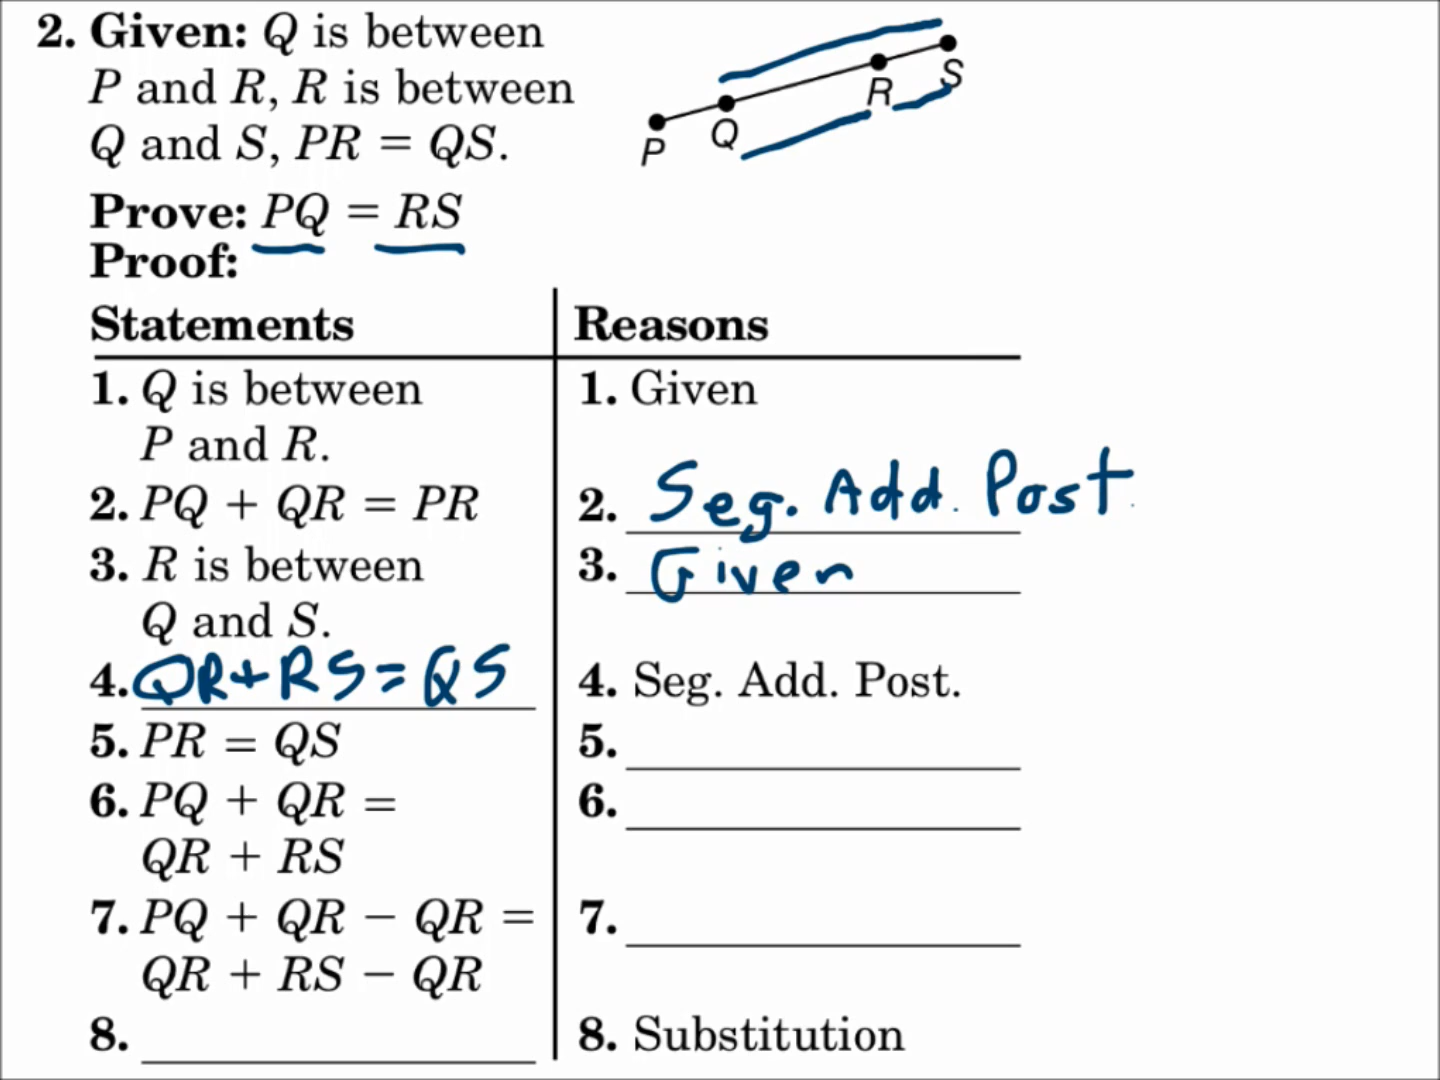 2. Given: Q is between
P and R, R is between
Q and S, PR = QS.
P
Q
R
S
Prove: PQ = RS
Proof:
Statements
Reasons
1. Q is between
P and R.
1. Given
2. PQ + QR = PR
2. Seg. Add. Post.
3. R is between
Q and S.
3. Given
4. QR+RS=QS
4. Seg. Add. Post.
5. PR = QS
5.
6. PQ + QR =
QR + RS
6.
7. PQ + QR − QR =
QR + RS − QR
7.
8.
8. Substitution